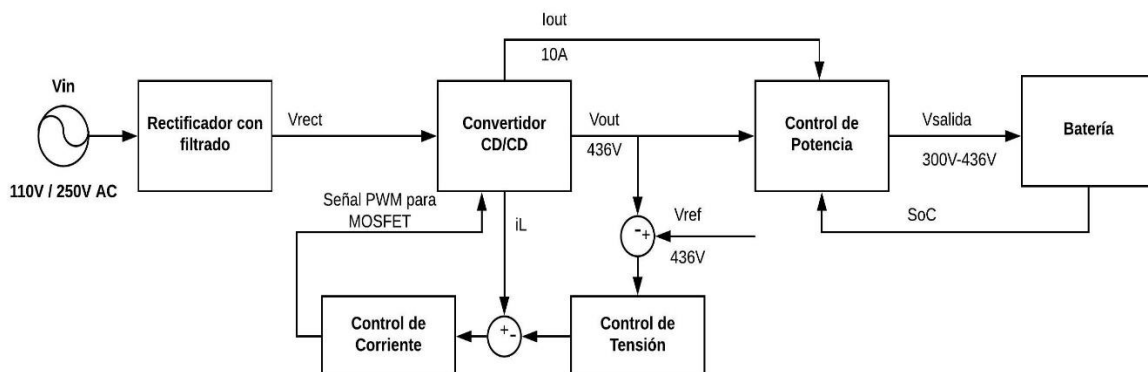 Iout
10A
Vin
Rectificador con
filtrado
Vrect
Convertidor
CD/CD
Vout
436V
Control de
Potencia
Vsalida
300V-436V
Batería
110V / 250V AC
Señal PWM para
MOSFET
iL
- +
Vref
436V
SoC
Control de
Corriente
+ -
Control de
Tensión